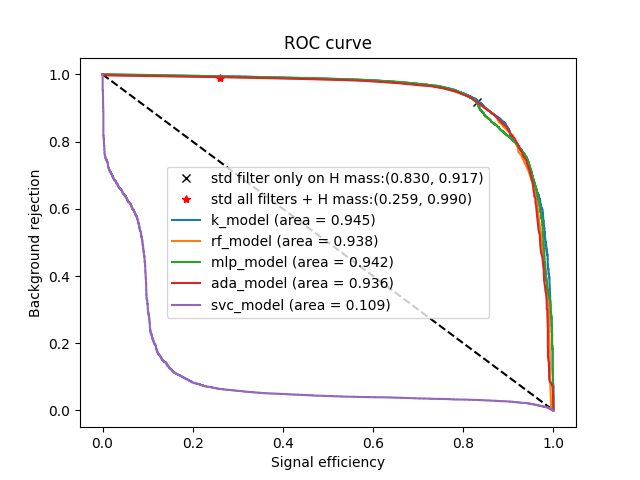 ROC curve
1.0
0.8
0.6
0.4
0.2
0.0
Background rejection
std filter only on H mass:(0.830, 0.917)
std all filters + H mass:(0.259, 0.990)
k_model (area = 0.945)
rf_model (area = 0.938)
mlp_model (area = 0.942)
ada_model (area = 0.936)
svc_model (area = 0.109)
0.0 0.2 0.4 0.6 0.8 1.0
Signal efficiency